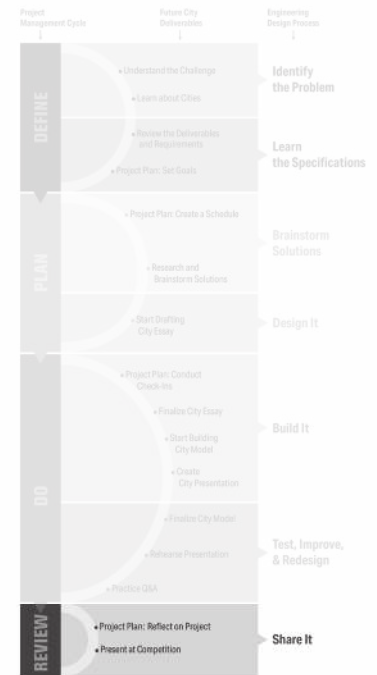 Project
Management Cycle
Future City
Deliverables
Engineering
Design Process
DEFINE
Understand the Challenge
Learn about Cities
Identify
the Problem
Review the Deliverables
and Requirements
Project Plan: Set Goals
Learn
the Specifications
PLAN
Project Plan: Create a Schedule
Research and
Brainstorm Solutions
Brainstorm
Solutions
Start Drafting
City Essay
Design It
DO
Project Plan: Conduct
Check-Ins
Finalize City Essay
Start Building
City Model
Create
City Presentation
Build It
Finalize City Model
Rehearse Presentation
Practice Q&A
Test, Improve,
& Redesign
REVIEW
Project Plan: Reflect on Project
Present at Competition
Share It